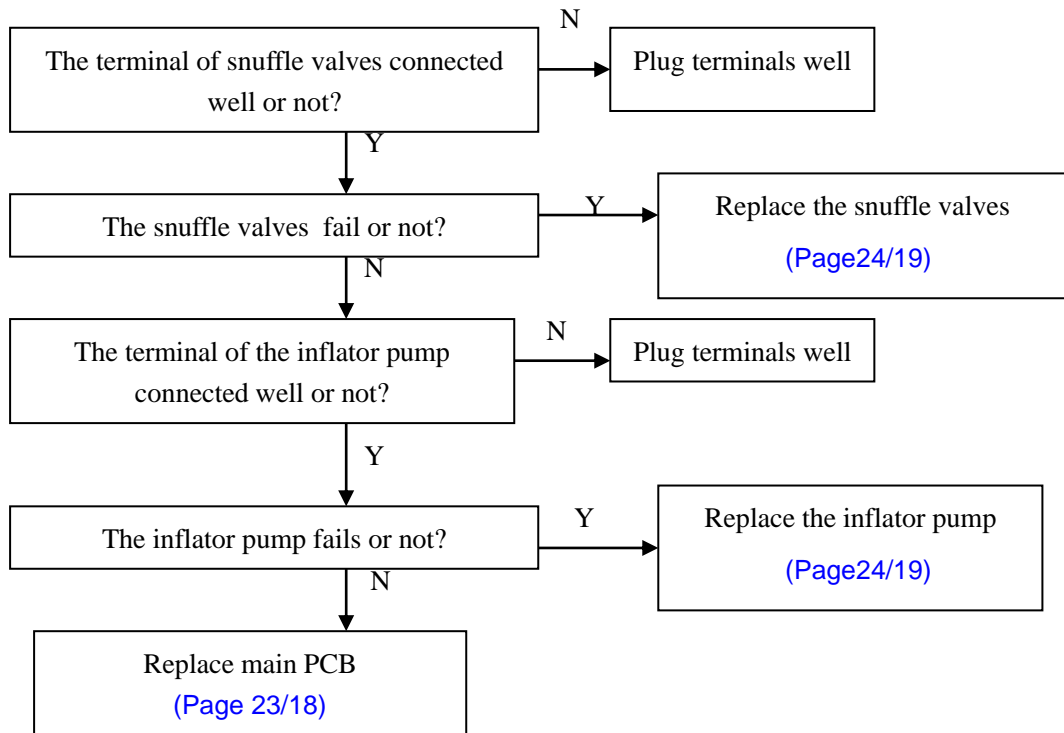 N
The terminal of snuffle valves connected
well or not?
Plug terminals well
Y
The snuffle valves  fail or not?
Y
Replace the snuffle valves
(Page24/19)
N
The terminal of the inflator pump
connected well or not?
N
Plug terminals well
Y
The inflator pump fails or not?
Y
Replace the inflator pump
(Page24/19)
N
Replace main PCB
(Page 23/18)